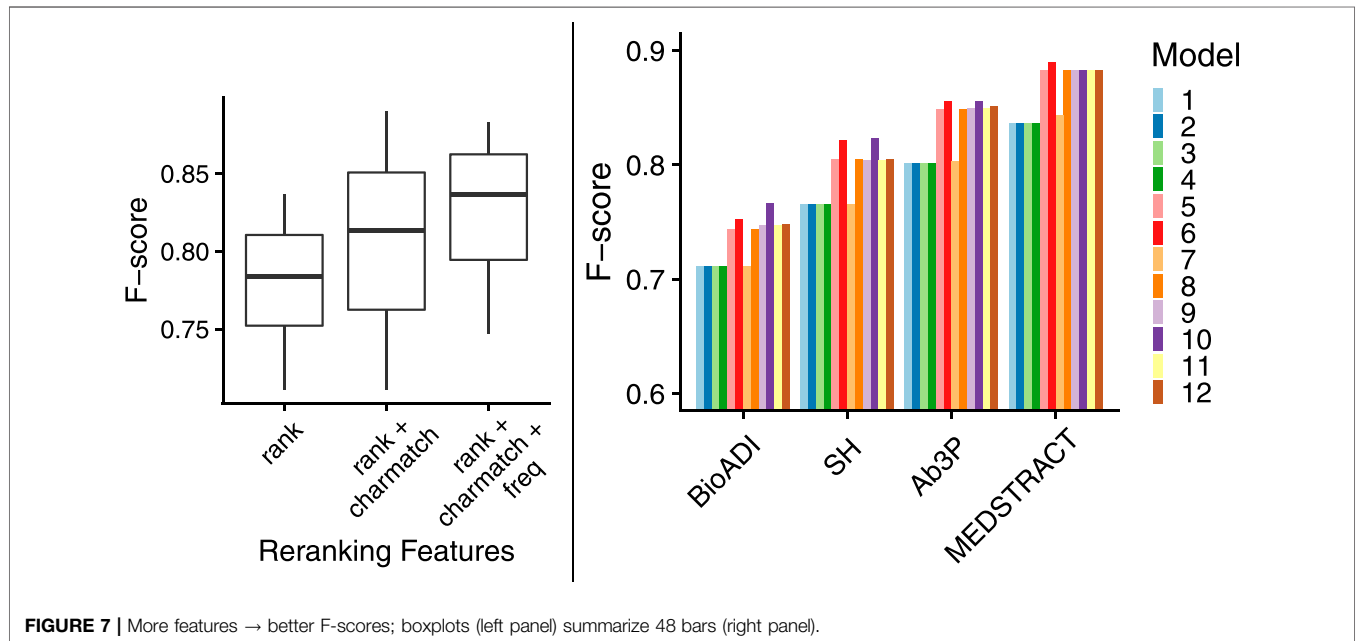 F–score
0.85
0.80
0.75
rank
rank +
charmatch
rank +
charmatch +
freq
Reranking Features
F–score
0.9
0.8
0.7
0.6
BioADI
SH
Ab3P
MEDSTRACT
Model
1
2
3
4
5
6
7
8
9
10
11
12
FIGURE 7 | More features → better F-scores; boxplots (left panel) summarize 48 bars (right panel).